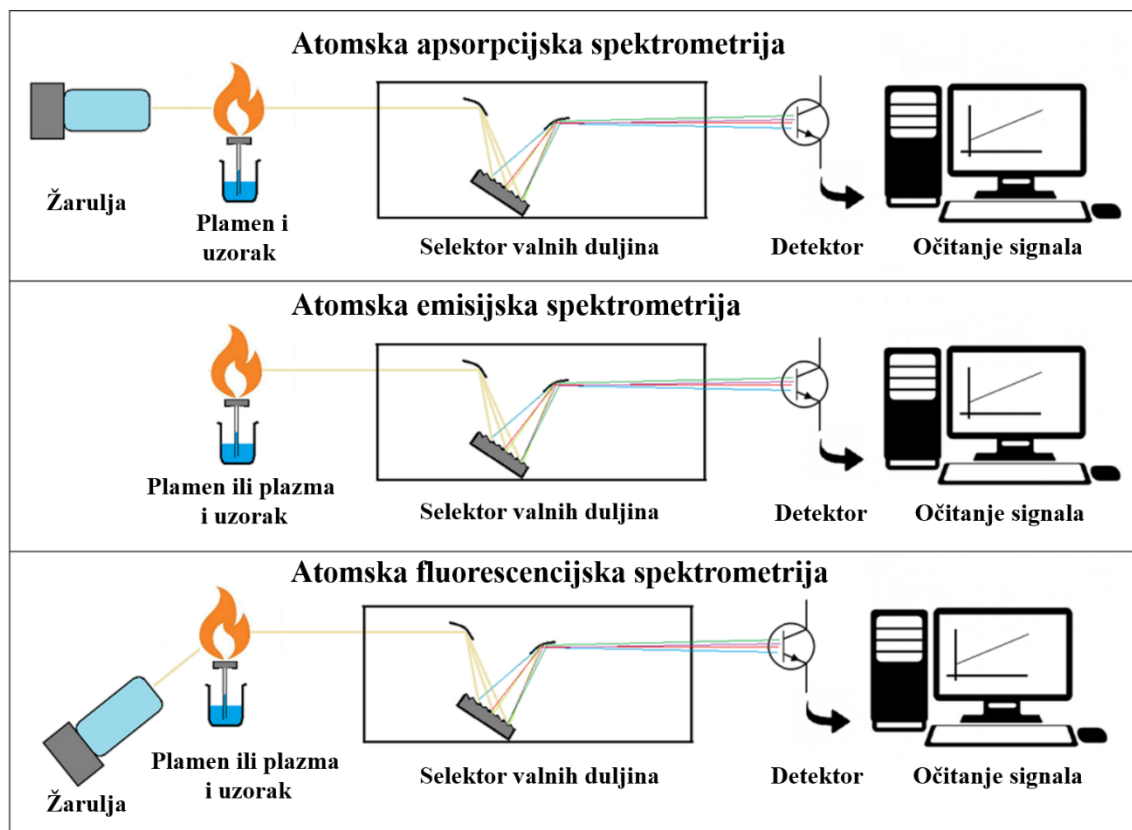 Atomska apsorpcijska spektrometrija
Žarulja
Plamen i
uzorak
Selektor valnih duljina
Detektor
Očitanje signala
Atomska emisijska spektrometrija
Plamen ili plazma
i uzorak
Selektor valnih duljina
Detektor
Očitanje signala
Atomska fluorescencijska spektrometrija
Žarulja
Plamen ili plazma
i uzorak
Selektor valnih duljina
Detektor
Očitanje signala